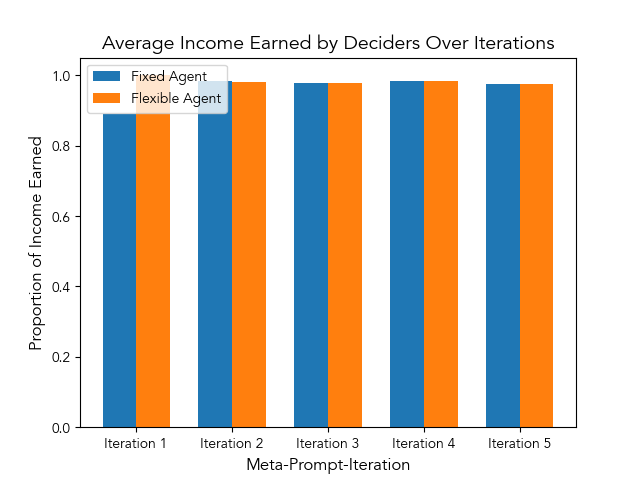 Average Income Earned by Deciders Over Iterations
Fixed Agent
Flexible Agent
Proportion of Income Earned
1.0
0.8
0.6
0.4
0.2
0.0
Iteration 1 Iteration 2 Iteration 3 Iteration 4 Iteration 5
Meta-Prompt-Iteration